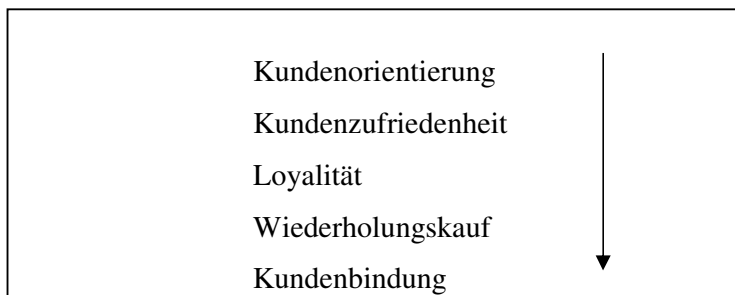 Kundenorientierung
Kundenzufriedenheit
Loyalität
Wiederholungskauf
Kundenbindung